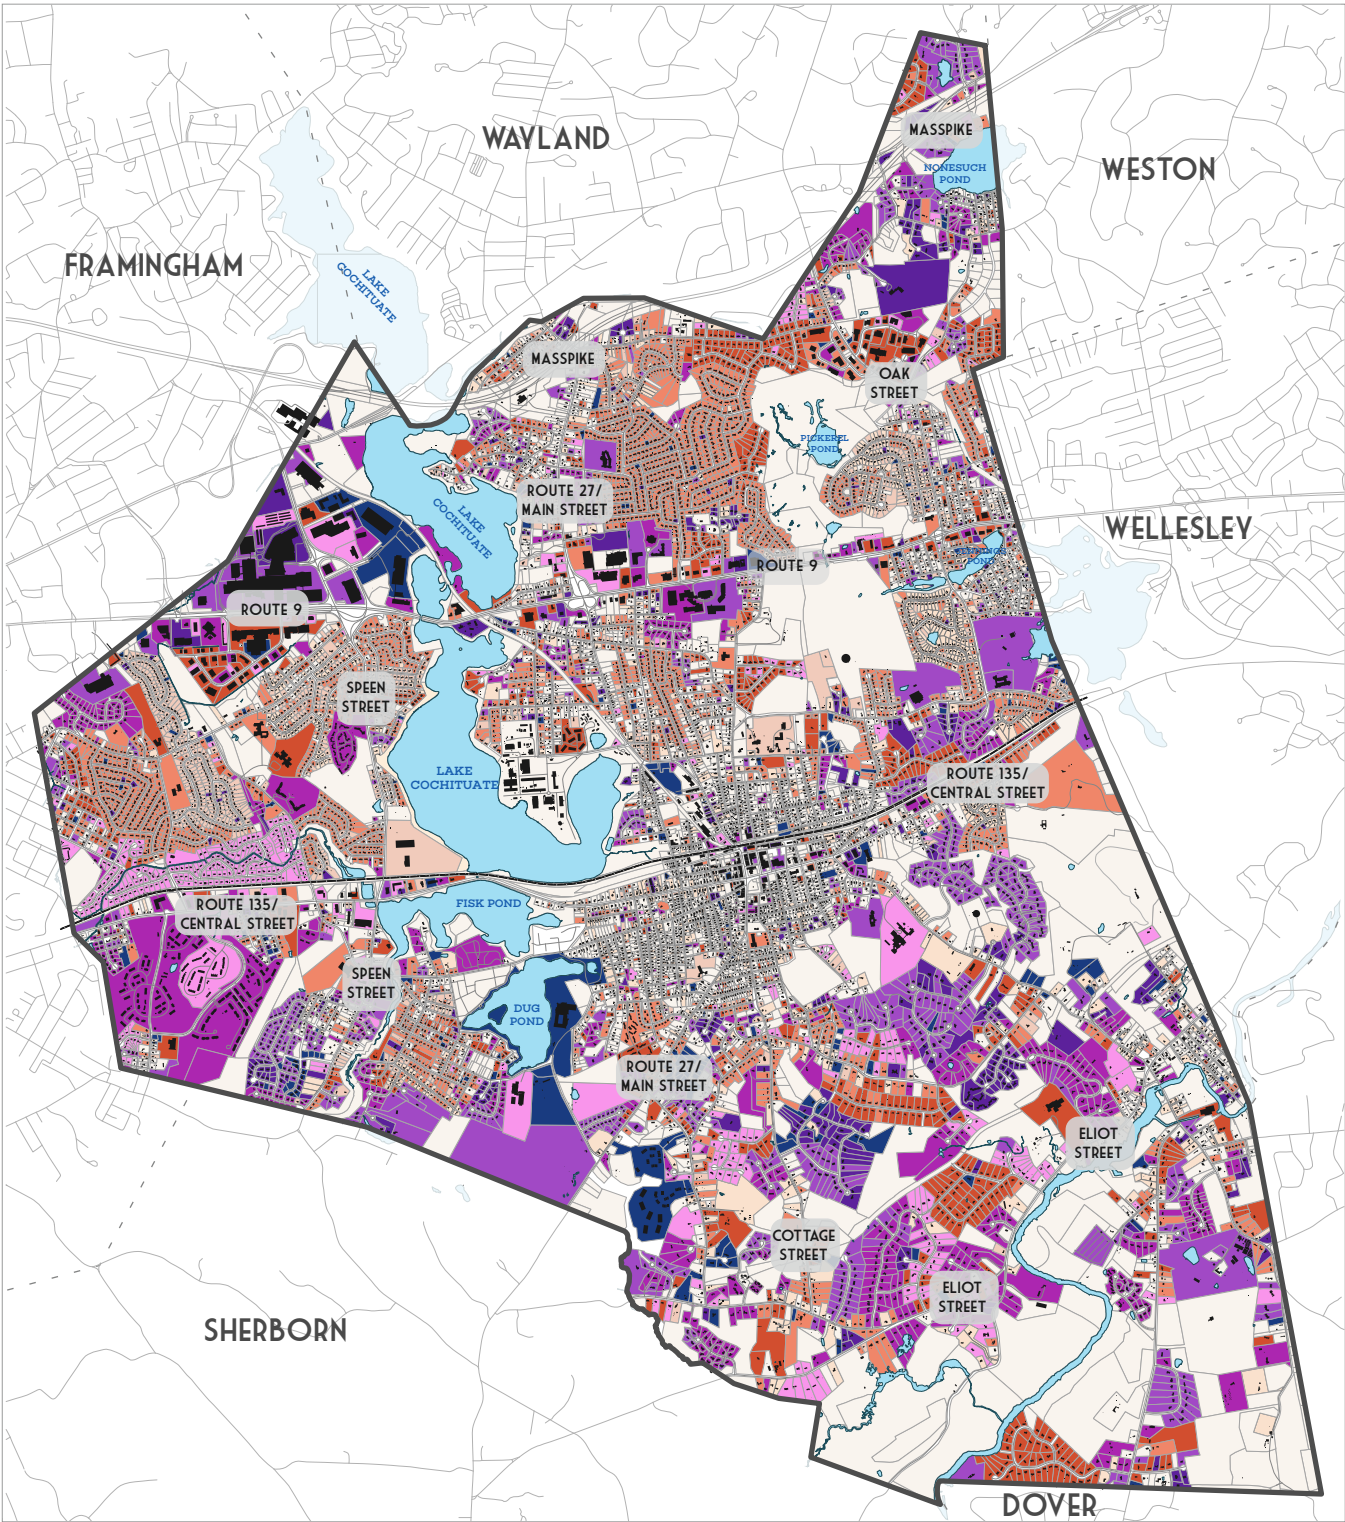 MASSPIKE
WAYLAND
WESTON
NONESUCH
POND
FRAMINGHAM
LAKE
COCHITUATE
MASSPIKE
OAK
STREET
PICKEREL
POND
ROUTE 27/
MAIN STREET
LAKE
COCHITUATE
WELLESLEY
POND
ROUTE 9
ROUTE 9
SPEEN
STREET
LAKE
COCHITUATE
ROUTE 135/
CENTRAL STREET
FISK POND
ROUTE 135/
CENTRAL STREET
SPEEN
STREET
DUG
POND
ROUTE 27/
MAIN STREET
ELIOT
STREET
COTTAGE
STREET
ELIOT
STREET
SHERBORN
DOVER